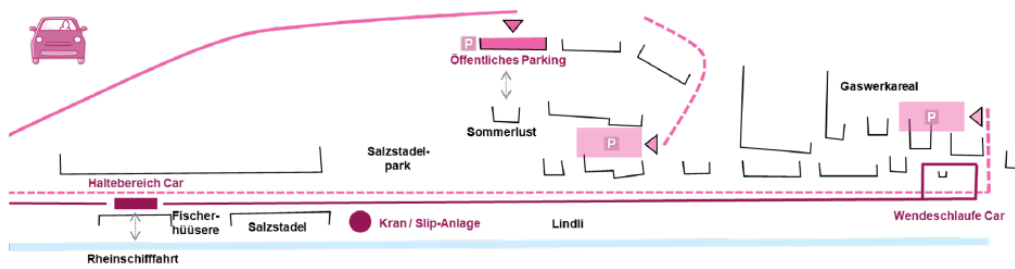 P
Öffentliches Parking
Gaswerkareal
P
Sommerlust
P
Salzstadel-
park
Haltebereich Car
Fischer-
hüüsere
Salzstadel
Kran / Slip-Anlage
Lindli
Wendeschlaufe Car
Rheinschifffahrt